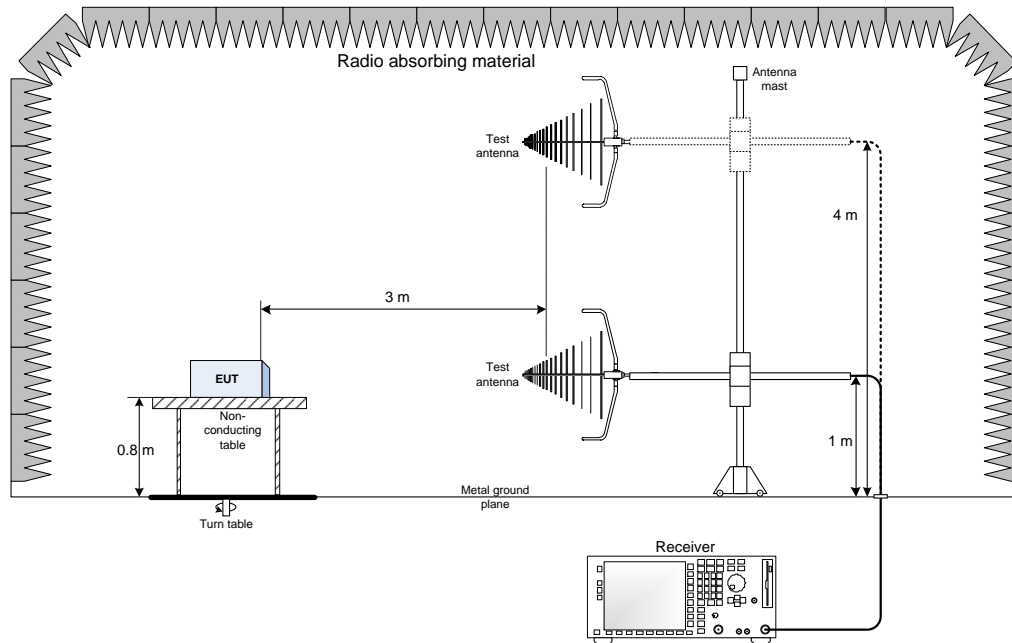 Radio absorbing material
Antenna
mast
Test
antenna
4 m
3 m
Test
antenna
EUT
Non-
conducting
table
0.8 m
1 m
Metal ground
plane
Turn table
Receiver